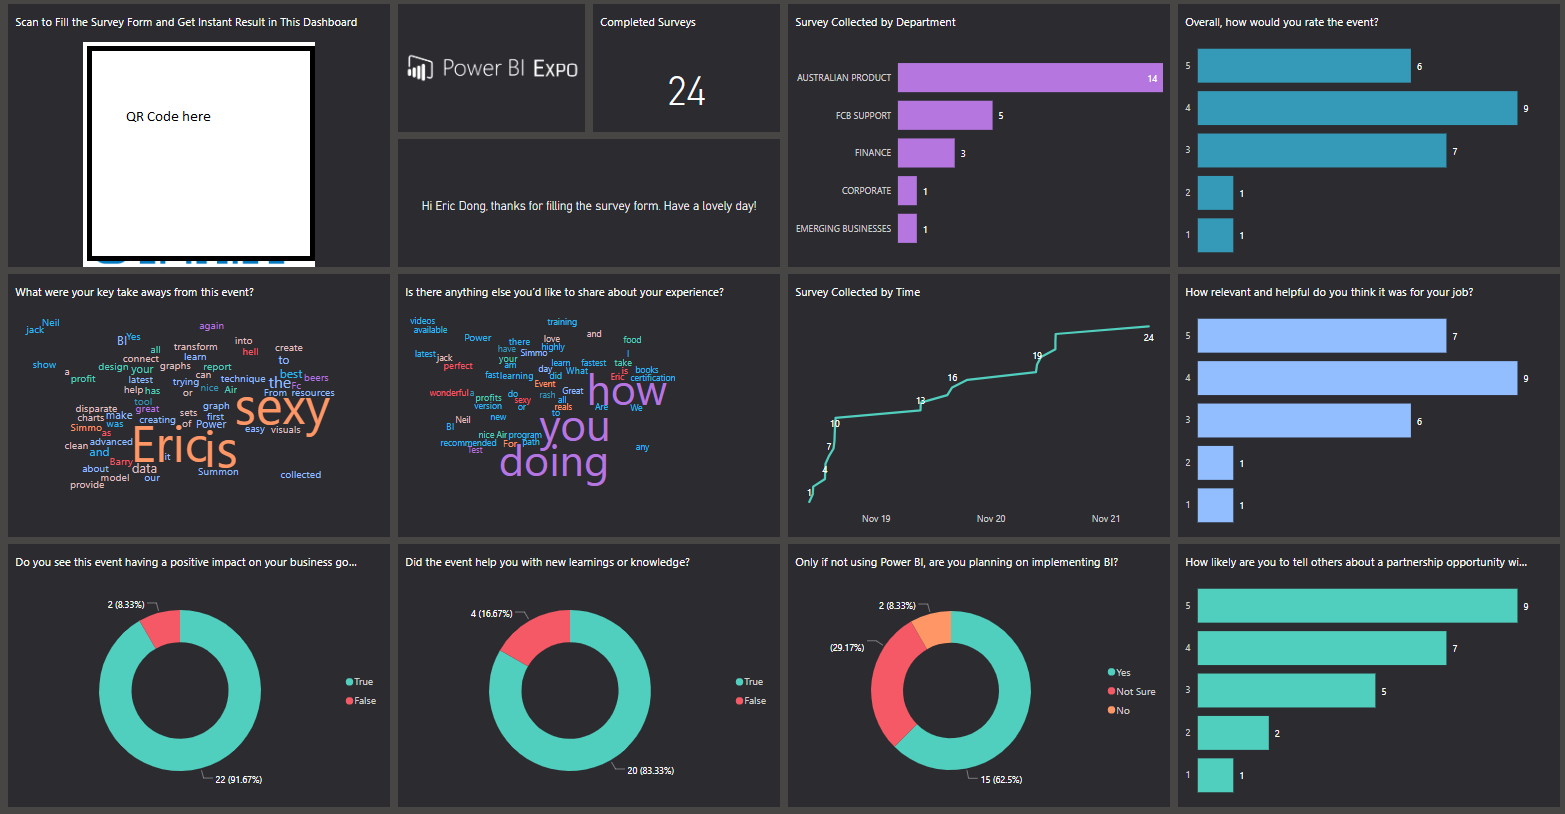 Scan to Fill the Survey Form and Get Instant Result in This Dashboard
QR Code here
Power BI EXPO
Completed Surveys
24
Hi Eric Dong, thanks for filling the survey form. Have a lovely day!
Survey Collected by Department
AUSTRALIAN PRODUCT 14
FCB SUPPORT 5
FINANCE 3
CORPORATE 1
EMERGING BUSINESSES 1
Overall, how would you rate the event?
5 6
4 9
3 7
2 1
1 1
What were your key take aways from this event?
Neil
jack
again
BI
Yes
all
transform
into
hell
create
connect
learn
to
show
a
design
your
graphs
can
report
best
profit
latest
trying
nice
technique
the
Fc
beers
help
has
or
Air
From
resources
tool
sexy
disparate
great
sets
graph
charts
make
creating
first
Simmo
was
of
Power
easy
visuals
as
Eric
is
clean
advanced
and
it
Barry
about
data
model
our
Summon
collected
provide
Is there anything else you'd like to share about your experience?
videos
available
training
Power
there
love
and
food
have
highly
I
latest
jack
your
Simmo
perfect
am
day
learn
fastest
take
fast
learning
did
What
is
books
Eric
certification
Event
how
wonderful
a
profits
do
sexy
rash
Great
all
version
or
reals
Are
We
Neil
new
to
BI
you
nice
Air
program
recommended
For
path
any
Test
doing
Survey Collected by Time
1
4
7
10
13
16
19
24
Nov 19 Nov 20 Nov 21
How relevant and helpful do you think it was for your job?
5 7
4 9
3 6
2 1
1 1
Do you see this event having a positive impact on your business go...
2 (8.33%)
True
False
22 (91.67%)
Did the event help you with new learnings or knowledge?
4 (16.67%)
True
False
20 (83.33%)
Only if not using Power BI, are you planning on implementing BI?
2 (8.33%)
(29.17%)
Yes
Not Sure
No
15 (62.5%)
How likely are you to tell others about a partnership opportunity wi...
5 9
4 7
3 5
2 2
1 1